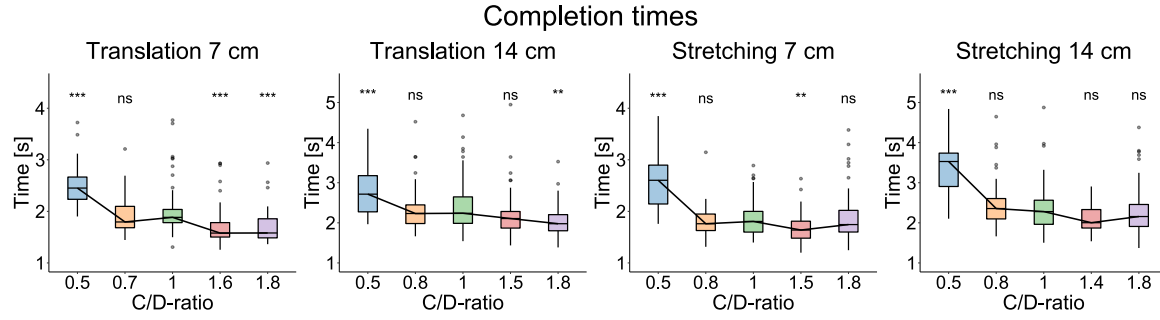 Completion times
Translation 7 cm
Time [s]
4
3
2
1
*** ns *** ***
0.5 0.7 1 1.6 1.8
C/D-ratio
Translation 14 cm
Time [s]
5
4
3
2
1
*** ns ns **
0.5 0.8 1 1.5 1.8
C/D-ratio
Stretching 7 cm
Time [s]
4
3
2
1
*** ns ** ns
0.5 0.8 1 1.5 1.8
C/D-ratio
Stretching 14 cm
Time [s]
5
4
3
2
1
*** ns ns ns
0.5 0.8 1 1.4 1.8
C/D-ratio